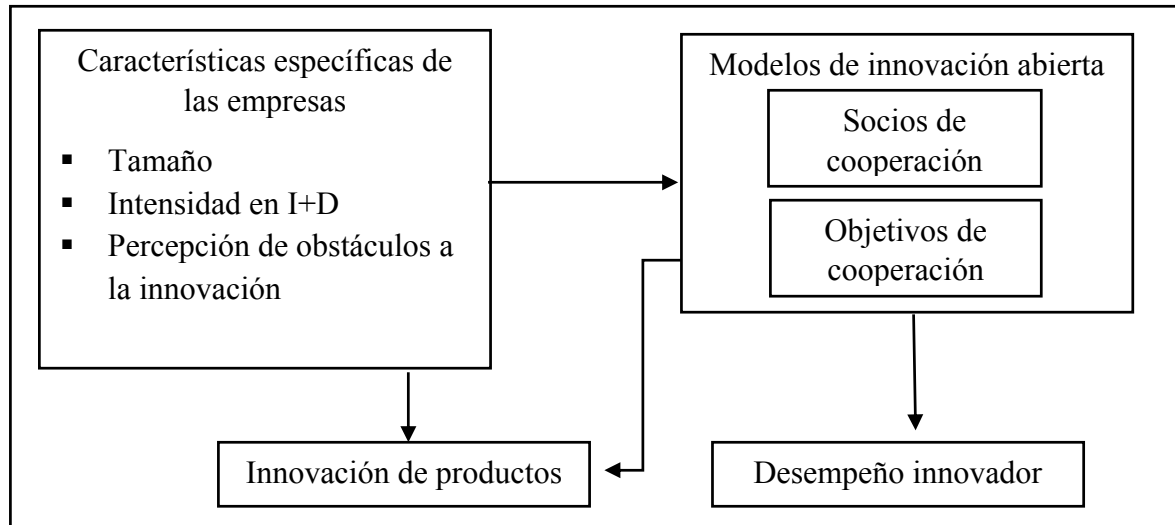 Características específicas de
las empresas
▪ Tamaño
▪ Intensidad en I+D
▪ Percepción de obstáculos a
la innovación
Modelos de innovación abierta
Socios de
cooperación
Objetivos de
cooperación
Innovación de productos
Desempeño innovador